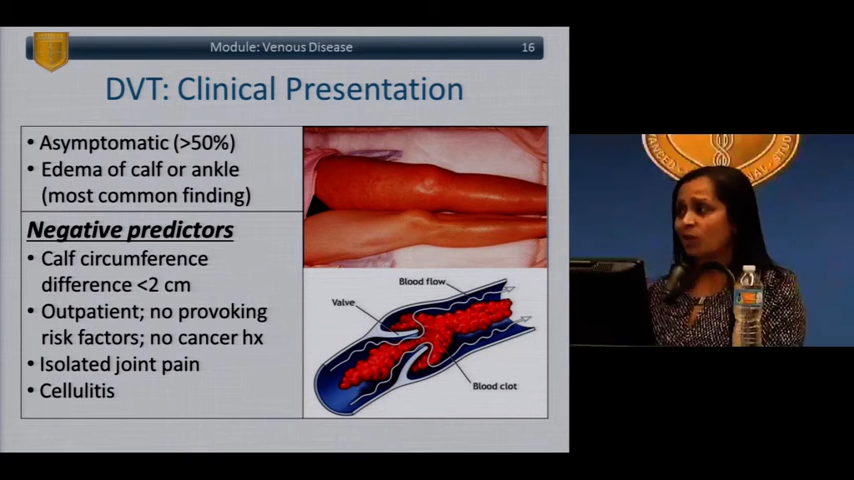 Module: Venous Disease
16
DVT: Clinical Presentation
• Asymptomatic (>50%)
• Edema of calf or ankle
(most common finding)
Negative predictors
• Calf circumference
difference <2 cm
• Outpatient; no provoking
risk factors; no cancer hx
• Isolated joint pain
• Cellulitis
Blood flow
Valve
Blood clot